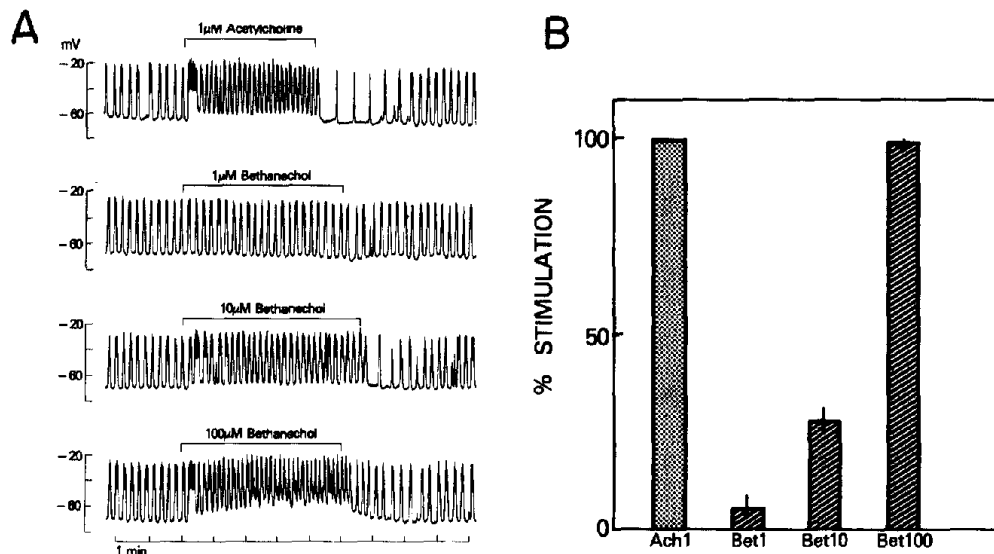 A
mV
1μM Acetylchorine
-20
-60
1μM Bethanechol
-20
-60
10μM Bethanechol
-20
-60
100μM Bethanechol
-20
-60
1 min
B
% STIMULATION
100
50
0
Ach1 Bet1 Bet10 Bet100